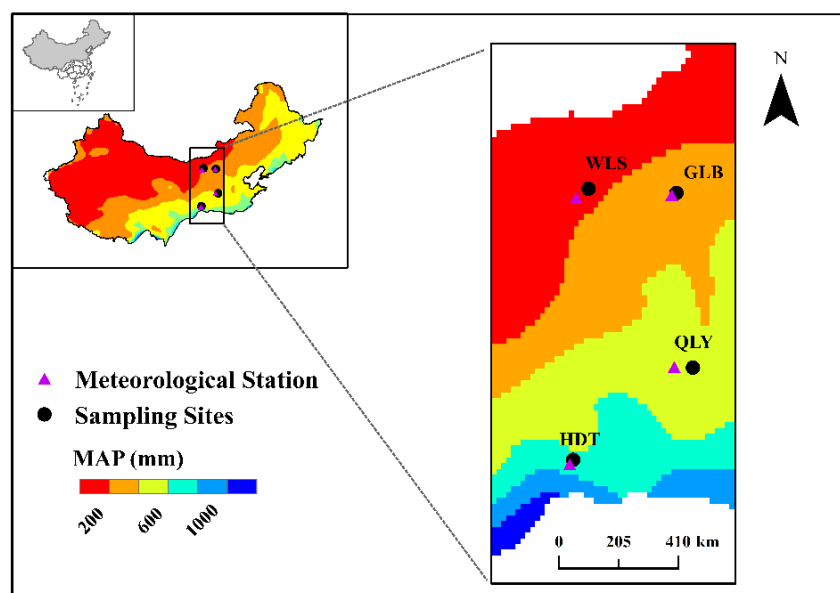 N
WLS
GLB
QLY
HDT
Meteorological Station
Sampling Sites
MAP (mm)
200 600 1000
0 205 410 km